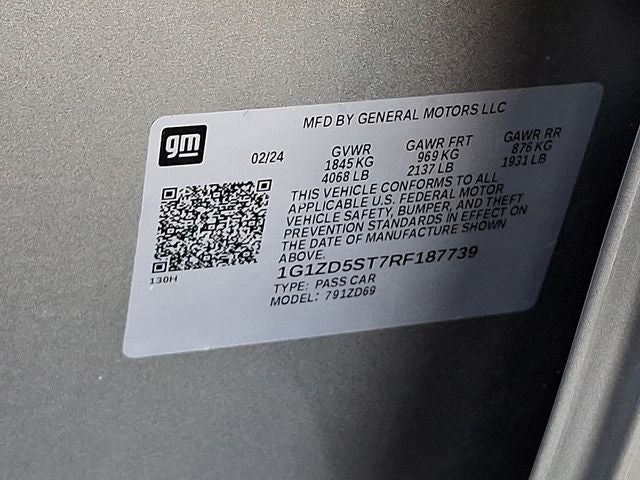 MFD BY GENERAL MOTORS LLC
gm
02/24
GVWR
1845 KG
4068 LB
GAWR FRT
969 KG
2137 LB
GAWR RR
876 KG
1931 LB
THIS VEHICLE CONFORMS TO ALL
APPLICABLE U.S. FEDERAL MOTOR
VEHICLE SAFETY, BUMPER, AND THEFT
PREVENTION STANDARDS IN EFFECT ON
THE DATE OF MANUFACTURE SHOWN
ABOVE.
1G1ZD5ST7RF187739
TYPE: PASS CAR
MODEL: 791ZD69
130H